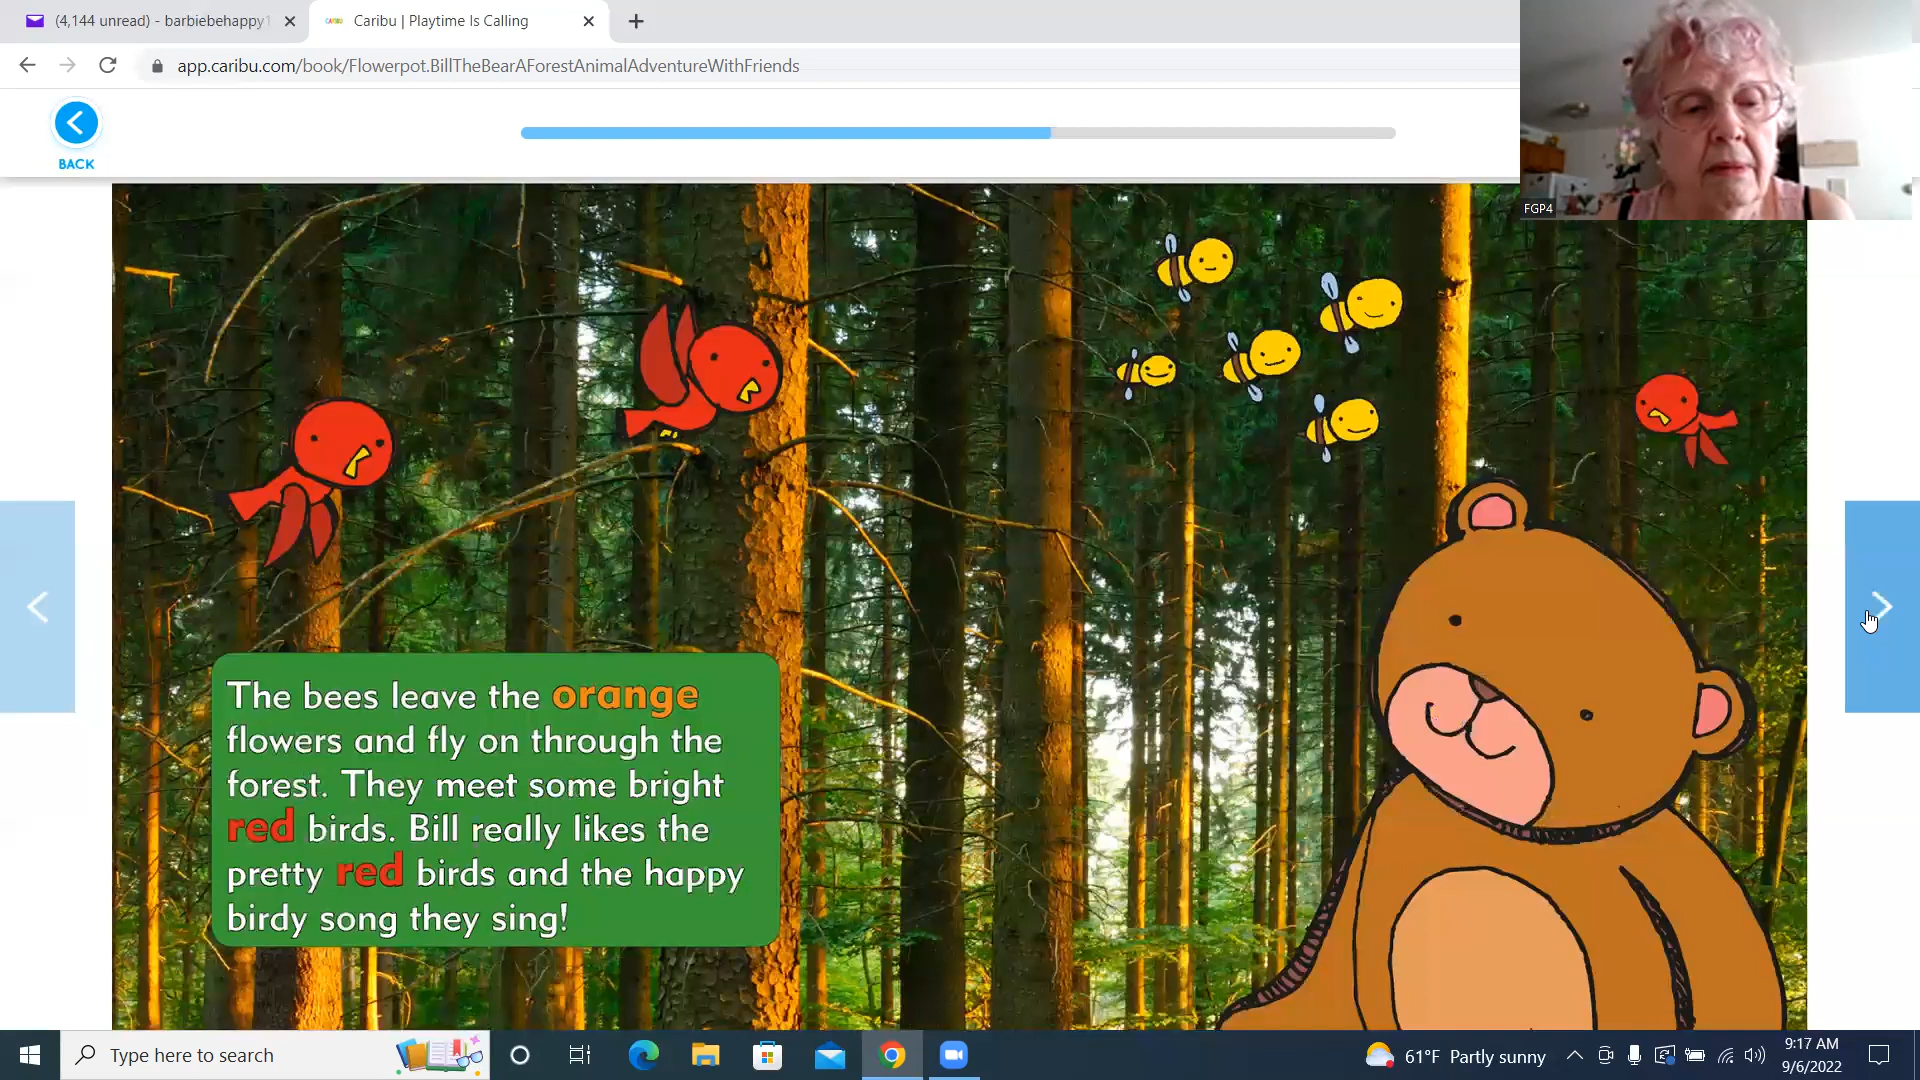 (4,144 unread) - barbiebehappy1
CARIBU
Caribu | Playtime Is Calling
app.caribu.com/book/Flowerpot.BillTheBearAForestAnimalAdventureWithFriends
BACK
FGP4
The bees leave the orange
flowers and fly on through the
forest. They meet some bright
red birds. Bill really likes the
pretty red birds and the happy
birdy song they sing!
Type here to search
61°F Partly sunny
9:17 AM
9/6/2022